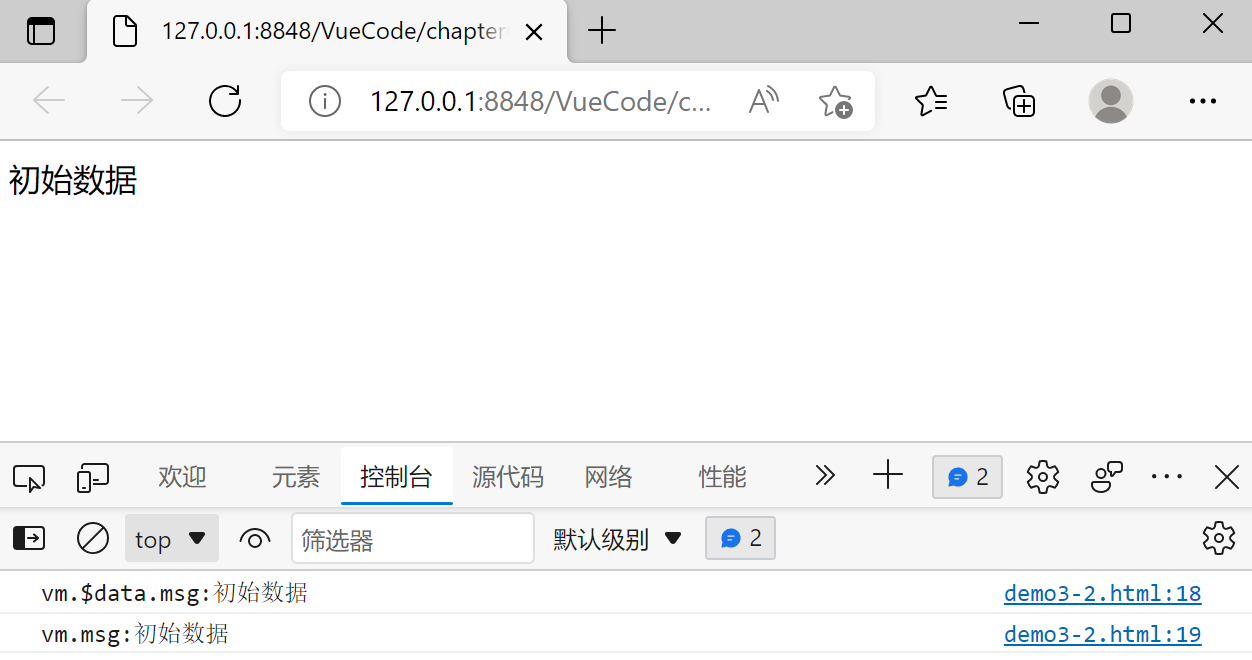 127.0.0.1:8848/VueCode/chapter
127.0.0.1:8848/VueCode/c...
初始数据
欢迎 元素 控制台 源代码 网络 性能 2
top 筛选器 默认级别 2
vm.$data.msg:初始数据 demo3-2.html:18
vm.msg:初始数据 demo3-2.html:19